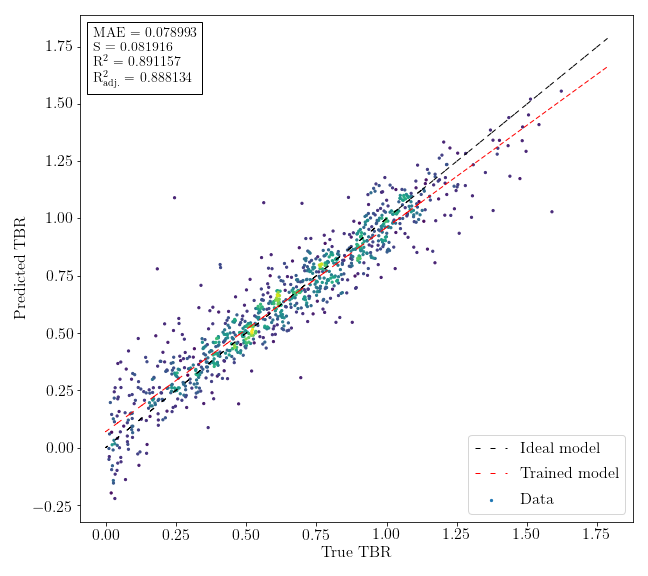 MAE = 0.078993
S = 0.081916
R² = 0.891157
R²adj. = 0.888134
1.75
1.50
1.25
1.00
0.75
0.50
0.25
0.00
−0.25
Predicted TBR
Ideal model
Trained model
Data
0.00 0.25 0.50 0.75 1.00 1.25 1.50 1.75
True TBR